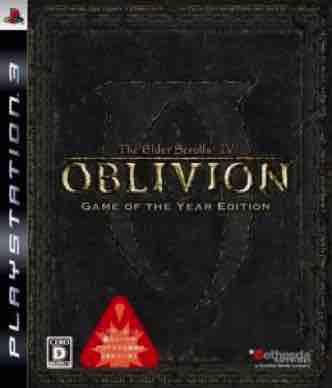 PLAYSTATION 3
The Elder Scrolls IV
OBLIVION
GAME OF THE YEAR EDITION
CERO
D
Bethesda